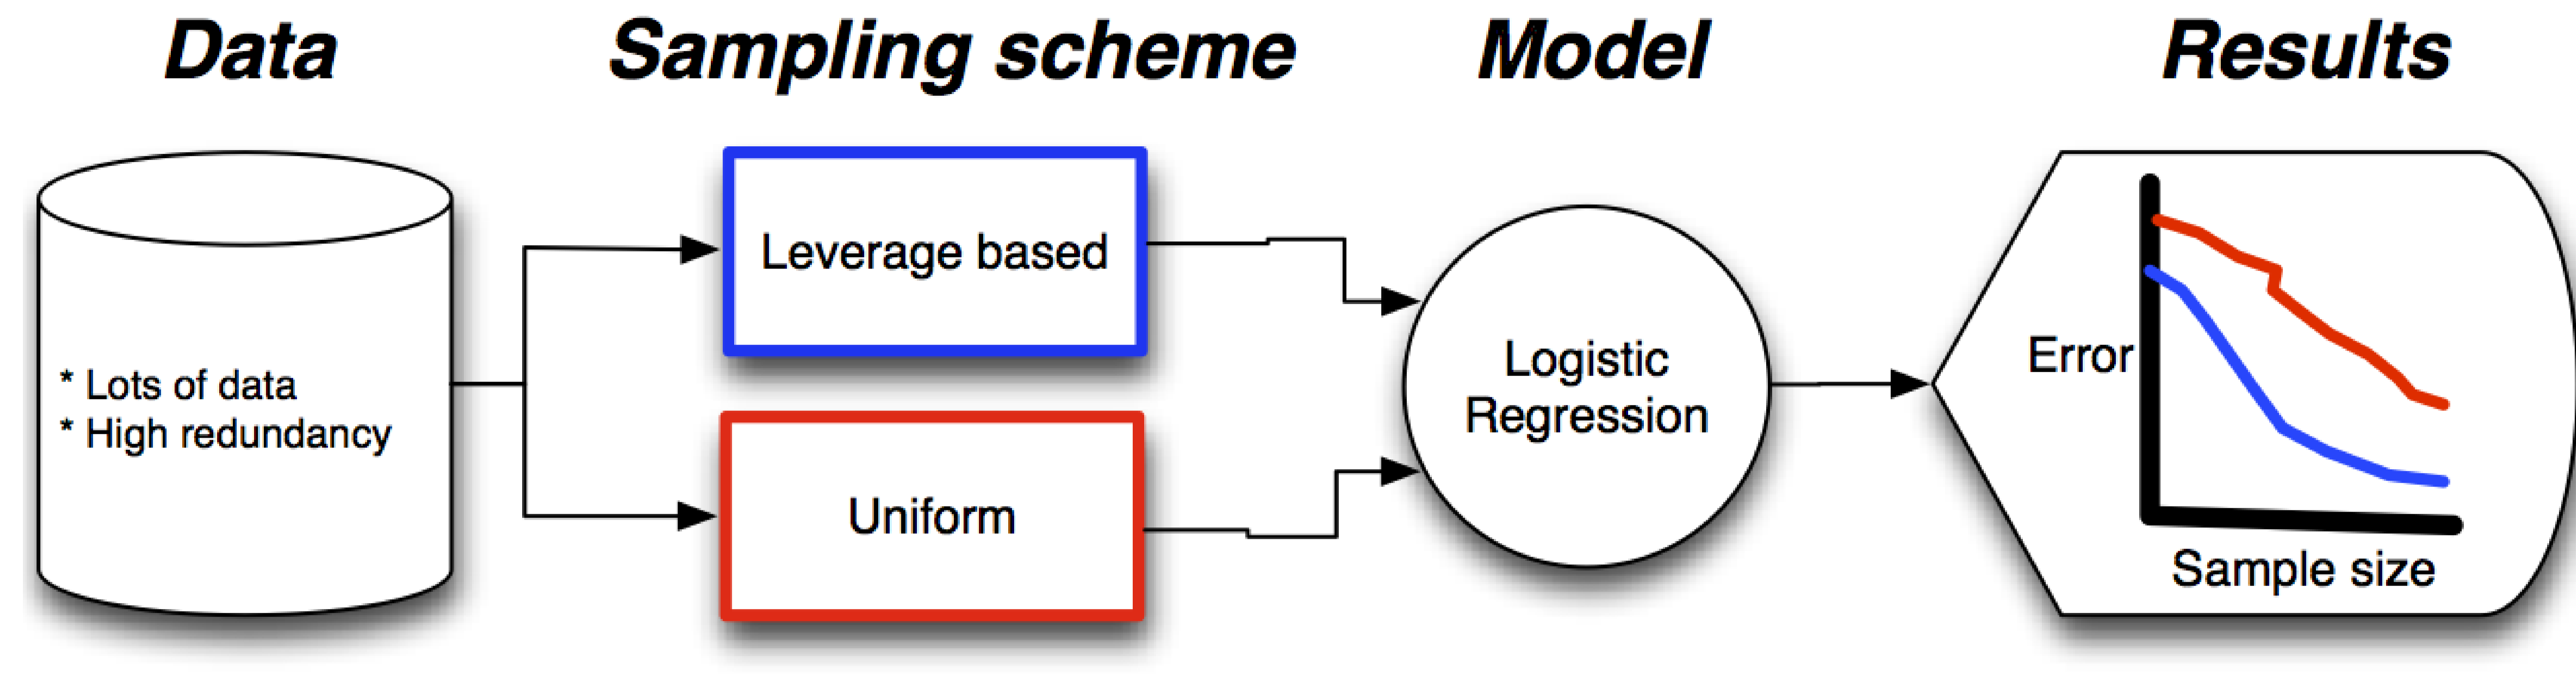 Data
Sampling scheme
Model
Results
* Lots of data
* High redundancy
Leverage based
Uniform
Logistic
Regression
Error
Sample size